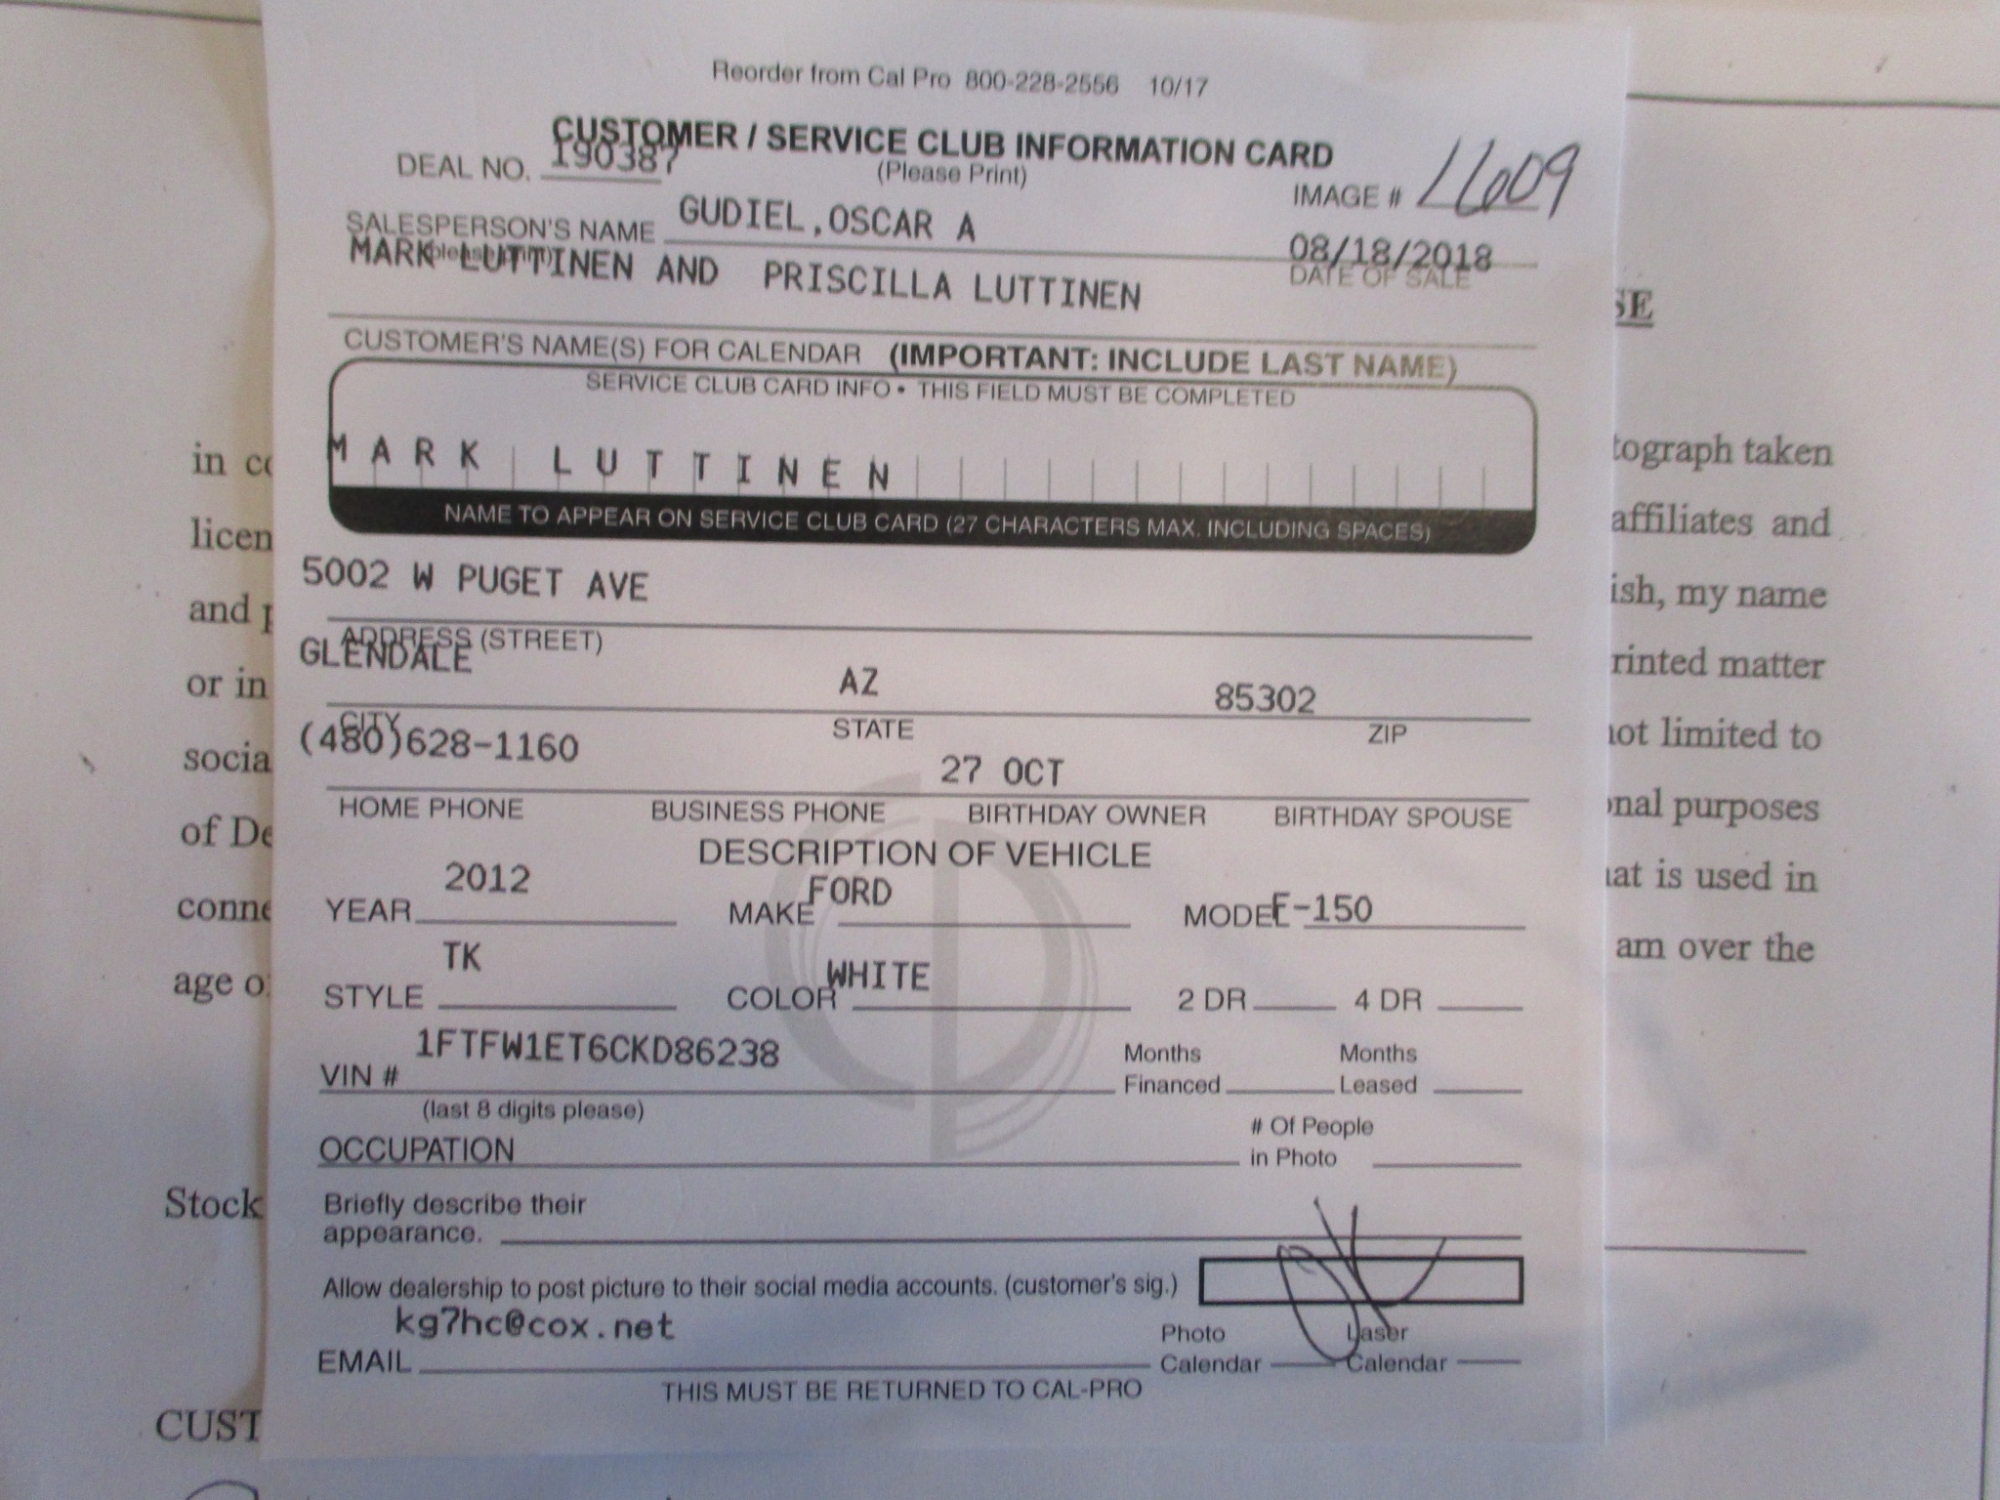 Reorder from Cal Pro 800-228-2556 10/17
CUSTOMER / SERVICE CLUB INFORMATION CARD
DEAL NO. 190387 (Please Print)
IMAGE # 11609
SALESPERSON'S NAME GUDIEL,OSCAR A
(please print)
08/18/2018
DATE OF SALE
MARK LUTTINEN AND PRISCILLA LUTTINEN
CUSTOMER'S NAME(S) FOR CALENDAR (IMPORTANT: INCLUDE LAST NAME)
SERVICE CLUB CARD INFO • THIS FIELD MUST BE COMPLETED
MARK LUTTINEN
NAME TO APPEAR ON SERVICE CLUB CARD (27 CHARACTERS MAX. INCLUDING SPACES)
5002 W PUGET AVE
ADDRESS (STREET)
GLENDALE AZ 85302
CITY STATE ZIP
(480)628-1160 27 OCT
HOME PHONE BUSINESS PHONE BIRTHDAY OWNER BIRTHDAY SPOUSE
DESCRIPTION OF VEHICLE
YEAR 2012 MAKE FORD MODEL F-150
STYLE TK COLOR WHITE 2 DR 4 DR
VIN # 1FTFW1ET6CKD86238 Months Financed Months Leased
(last 8 digits please)
OCCUPATION # Of People in Photo
Briefly describe their
appearance.
Allow dealership to post picture to their social media accounts. (customer's sig.)
kg7hc@cox.net
EMAIL Photo Calendar Laser Calendar
THIS MUST BE RETURNED TO CAL-PRO
in
tograph taken
licen
affiliates and
and
ish, my name
or in
rinted matter
socia
not limited to
of De
onal purposes
conne
at is used in
age o
am over the
Stock
CUST